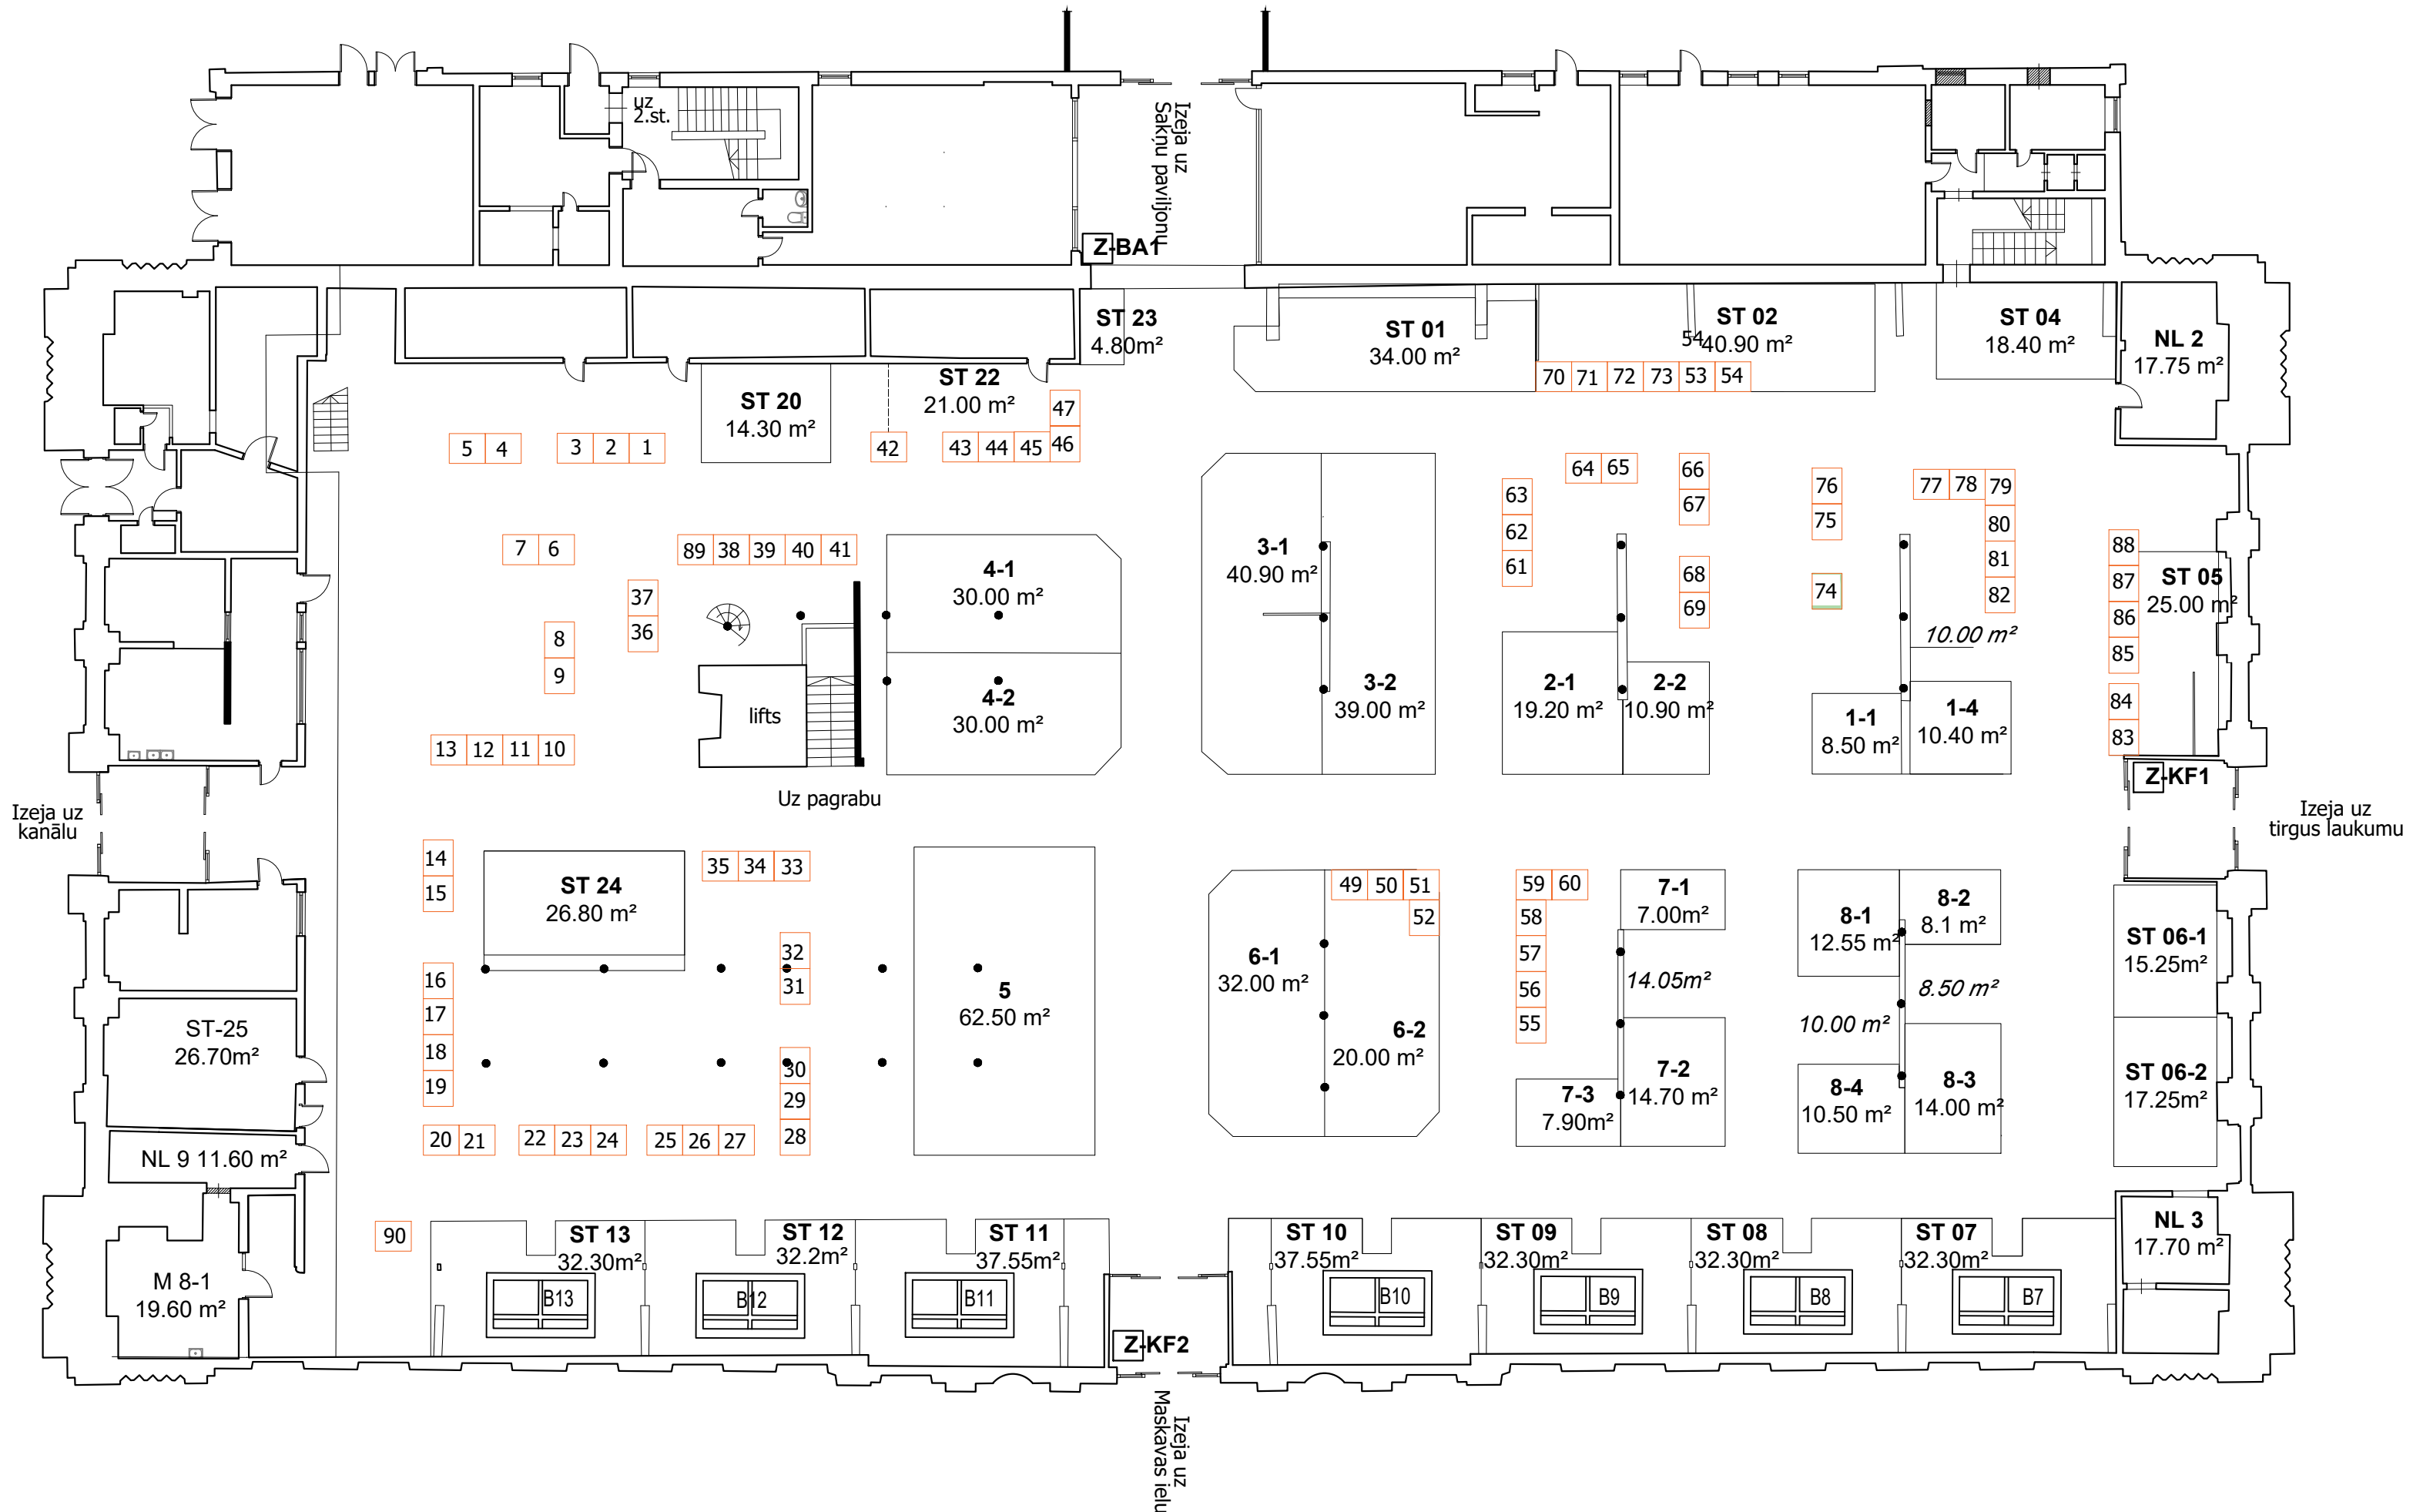 uz
2.st.
Izeja uz
Sakņu paviljonu
Z-BA1
ST 23
4.80m²
ST 01
34.00 m²
ST 02
54
40.90 m²
ST 04
18.40 m²
NL 2
17.75 m²
70 71 72 73 53 54
ST 20
14.30 m²
ST 22
21.00 m²
47
46
5 4
3 2 1
42
43 44 45
64 65
66
67
63
62
61
76
75
77 78 79
80
81
82
7 6
89 38 39 40 41
37
36
8
9
4-1
30.00 m²
4-2
30.00 m²
3-1
40.90 m²
3-2
39.00 m²
68
69
74
10.00 m²
88
87
86
85
84
83
ST 05
25.00 m²
2-1
19.20 m²
2-2
10.90 m²
1-1
8.50 m²
1-4
10.40 m²
lifts
13 12 11 10
Uz pagrabu
Z-KF1
Izeja uz
kanālu
Izeja uz
tirgus laukumu
14
15
ST 24
26.80 m²
35 34 33
32
31
49 50 51
52
59 60
58
57
56
55
7-1
7.00m²
8-1
12.55 m²
8-2
8.1 m²
6-1
32.00 m²
6-2
20.00 m²
5
62.50 m²
14.05m²
8.50 m²
10.00 m²
ST 06-1
15.25m²
ST 06-2
17.25m²
16
17
18
19
ST-25
26.70m²
30
29
28
7-3
7.90m²
7-2
14.70 m²
8-4
10.50 m²
8-3
14.00 m²
20 21
22 23 24
25 26 27
NL 9 11.60 m²
90
M 8-1
19.60 m²
ST 13
32.30m²
ST 12
32.2m²
ST 11
37.55m²
ST 10
37.55m²
ST 09
32.30m²
ST 08
32.30m²
ST 07
32.30m²
NL 3
17.70 m²
B13
B12
B11
B10
B9
B8
B7
Z-KF2
Izeja uz
Maskavas ielu